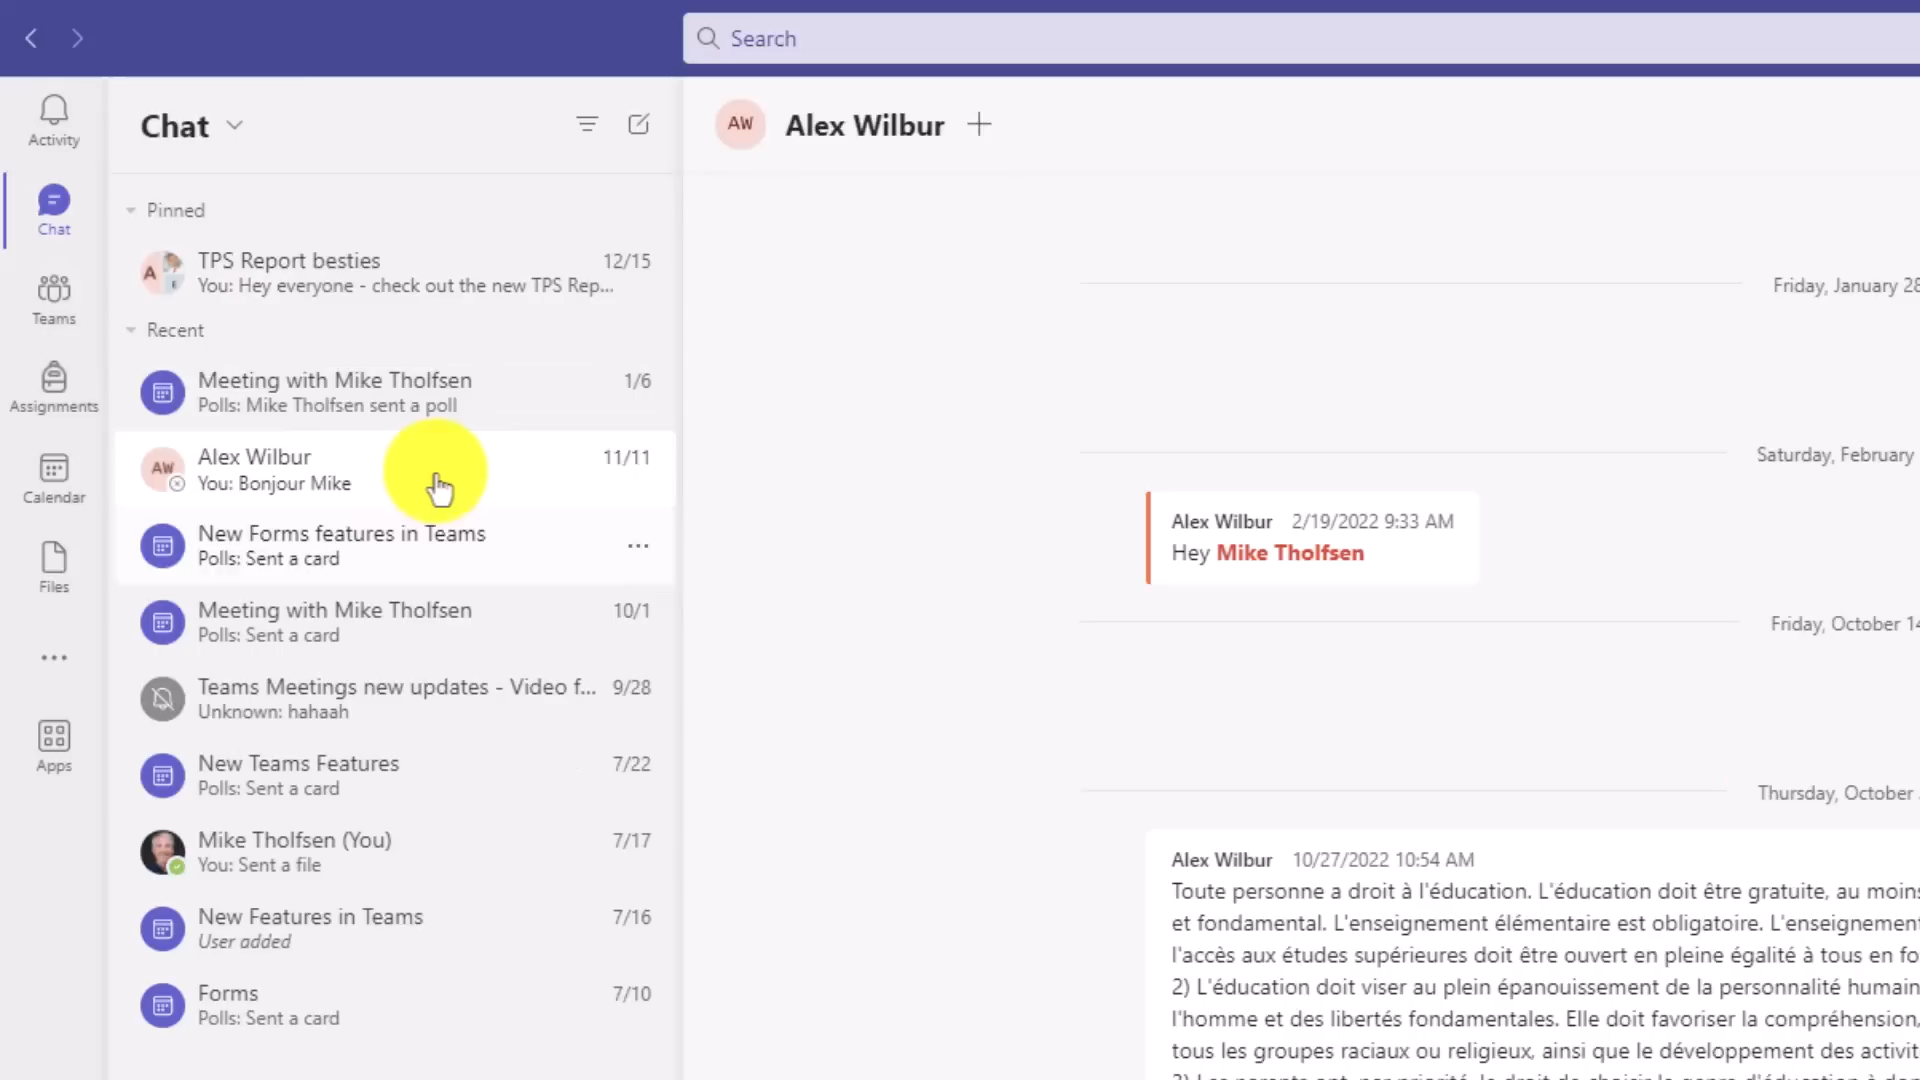 Search
Activity
Chat
Teams
Assignments
Calendar
Files
Apps
Chat
Pinned
A
E
TPS Report besties 12/15
You: Hey everyone - check out the new TPS Rep...
Recent
Meeting with Mike Tholfsen 1/6
Polls: Mike Tholfsen sent a poll
AW
Alex Wilbur 11/11
You: Bonjour Mike
New Forms features in Teams
Polls: Sent a card
Meeting with Mike Tholfsen 10/1
Polls: Sent a card
Teams Meetings new updates - Video f... 9/28
Unknown: hahaah
New Teams Features 7/22
Polls: Sent a card
Mike Tholfsen (You) 7/17
You: Sent a file
New Features in Teams 7/16
User added
Forms 7/10
Polls: Sent a card
AW Alex Wilbur
Friday, January 28
Saturday, February
Alex Wilbur 2/19/2022 9:33 AM
Hey Mike Tholfsen
Friday, October 14
Thursday, October
Alex Wilbur 10/27/2022 10:54 AM
Toute personne a droit à l'éducation. L'éducation doit être gratuite, au moins
et fondamental. L'enseignement élémentaire est obligatoire. L'enseignement
l'accès aux études supérieures doit être ouvert en pleine égalité à tous en fo
2) L'éducation doit viser au plein épanouissement de la personnalité humain
l'homme et des libertés fondamentales. Elle doit favoriser la compréhension,
tous les groupes raciaux ou religieux, ainsi que le développement des activit